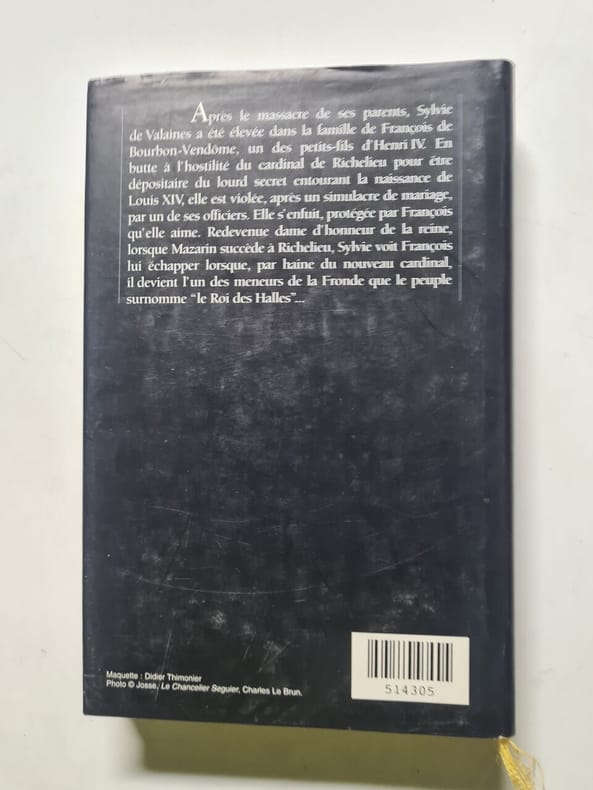 Après le massacre de ses parents, Sylvie
de Valaines a été élevée dans la famille de François de
Bourbon-Vendôme, un des petits-fils d'Henri IV. En
butte à l'hostilité du cardinal de Richelieu pour être
dépositaire du lourd secret entourant la naissance de
Louis XIV, elle est violée, après un simulacre de mariage,
par un de ses officiers. Elle s'enfuit, protégée par François
qu'elle aime. Redevenue dame d'honneur de la reine,
lorsque Mazarin succède à Richelieu, Sylvie voit François
lui échapper lorsque, par haine du nouveau cardinal,
il devient l'un des meneurs de la Fronde que le peuple
surnomme “le Roi des Halles”...
Maquette : Didier Thimonier
Photo © Josse, Le Chancelier Seguier, Charles Le Brun.
514305